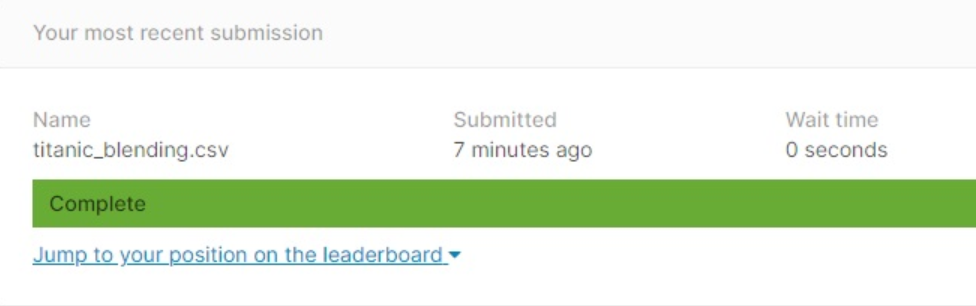 Your most recent submission
Name Submitted Wait time
titanic_blending.csv 7 minutes ago 0 seconds
Complete
Jump to your position on the leaderboard